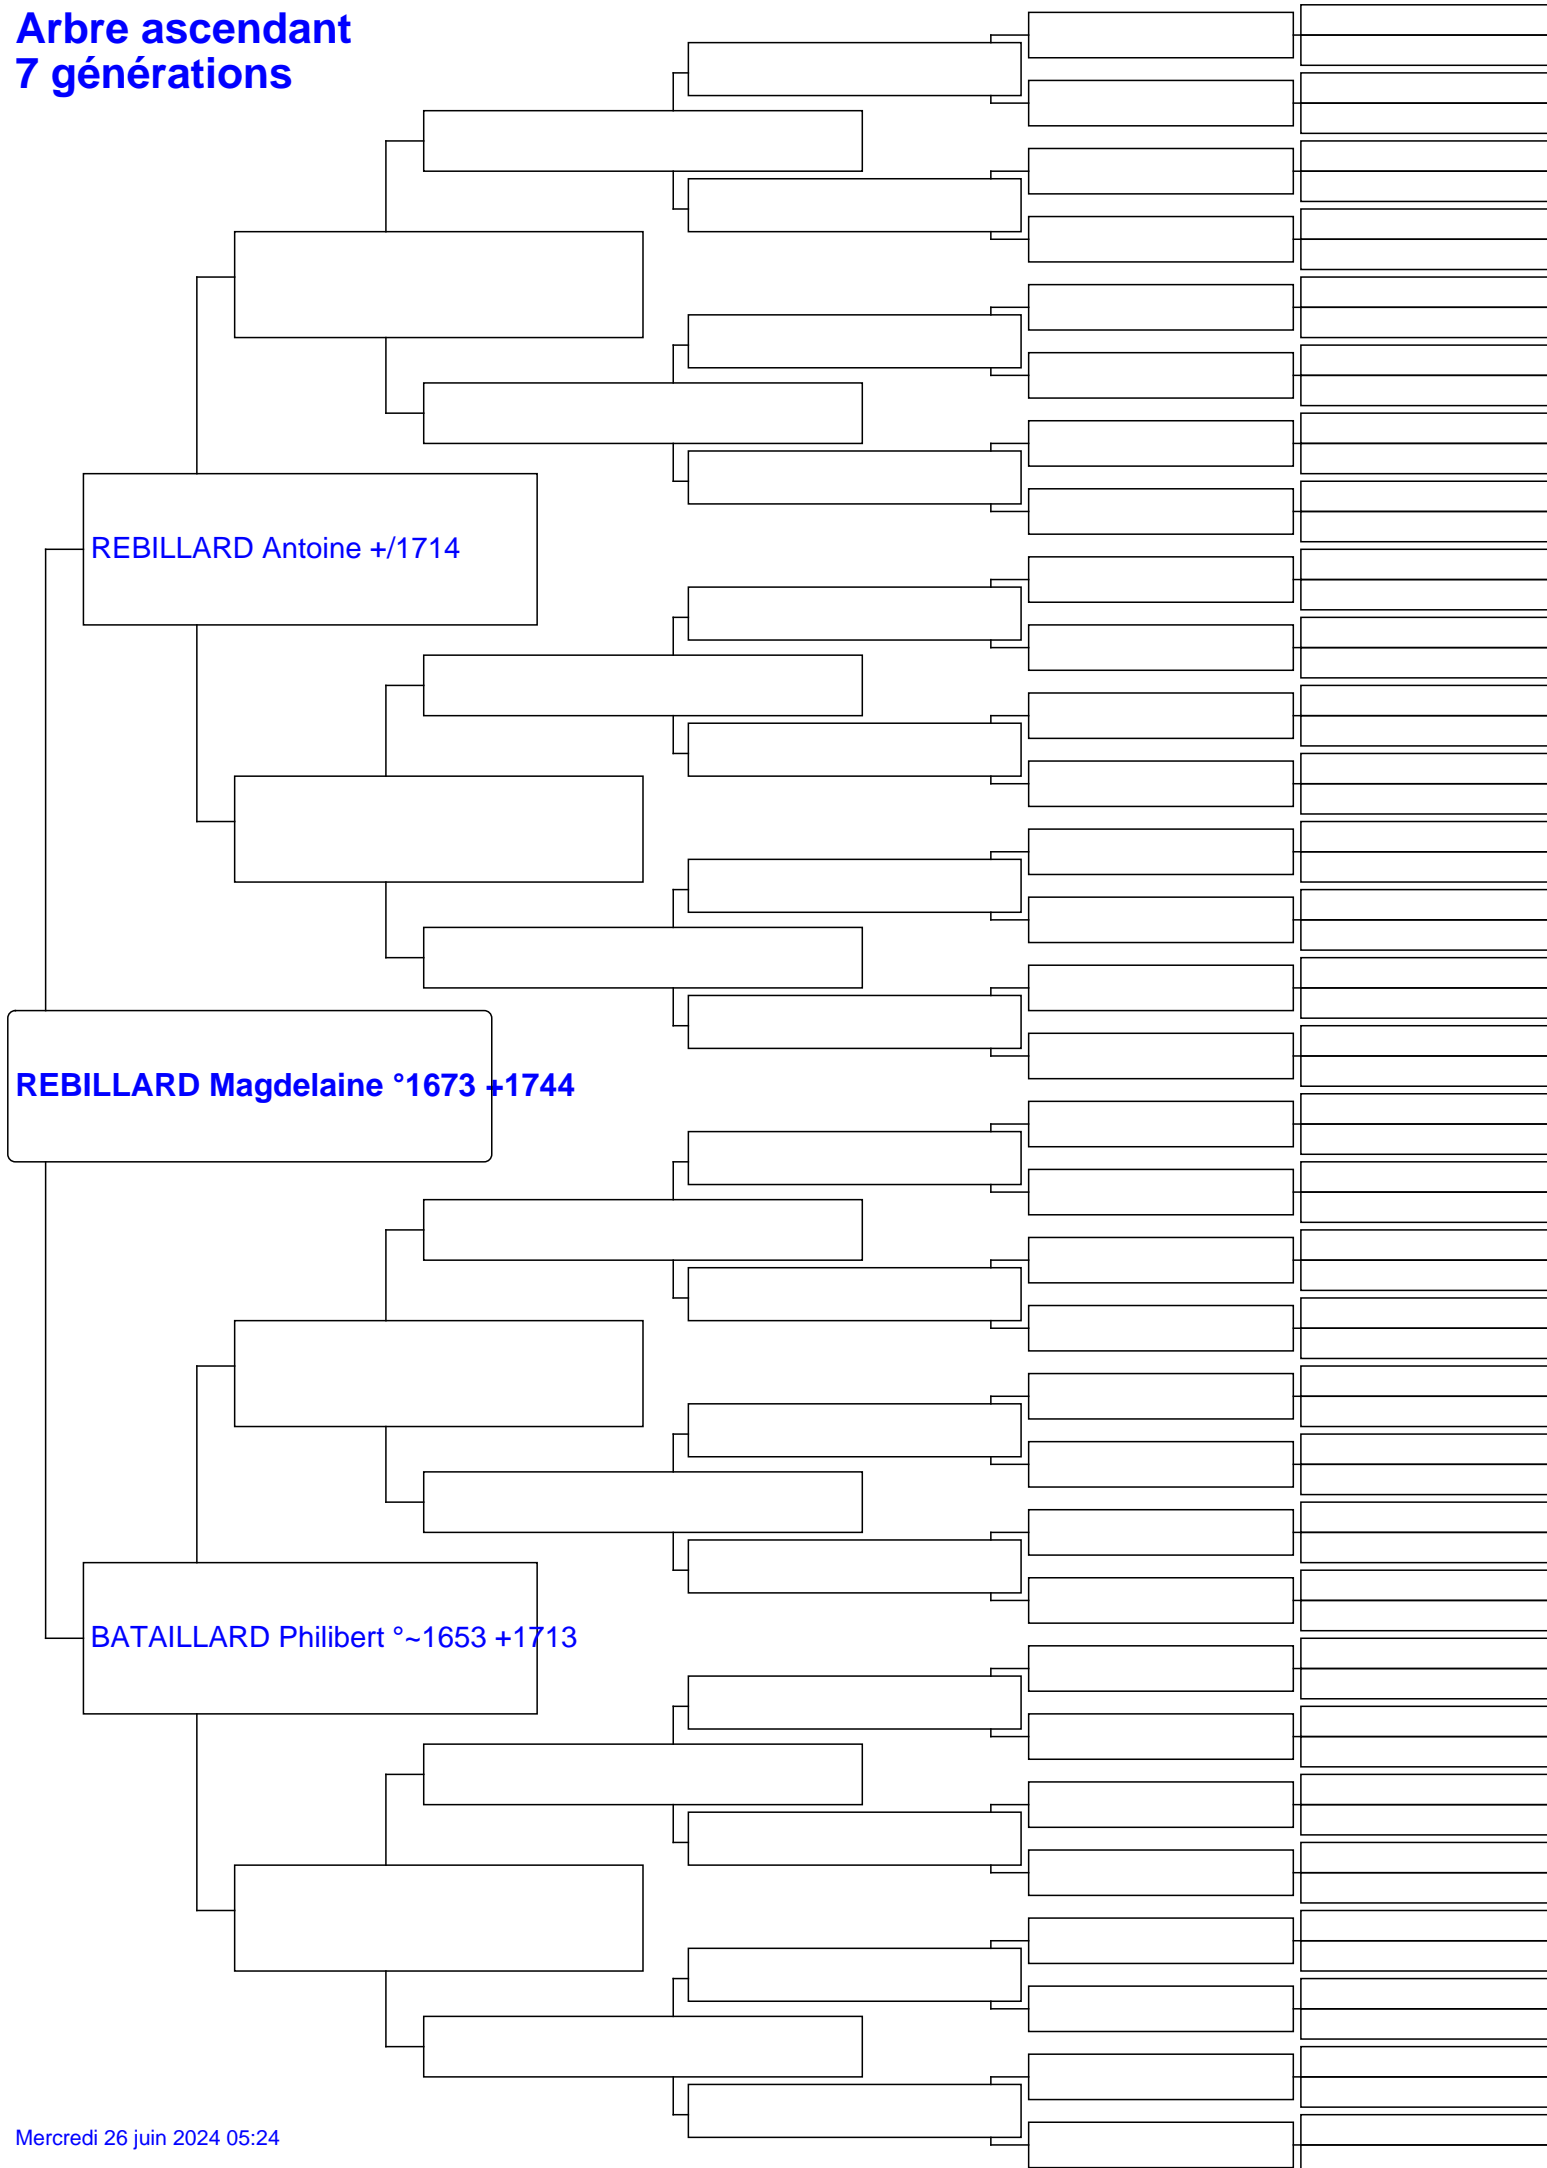 Arbre ascendant
7 générations
REBILLARD Antoine +/1714
REBILLARD Magdelaine °1673 +1744
BATAILLARD Philibert °~1653 +1713
Mercredi 26 juin 2024 05:24